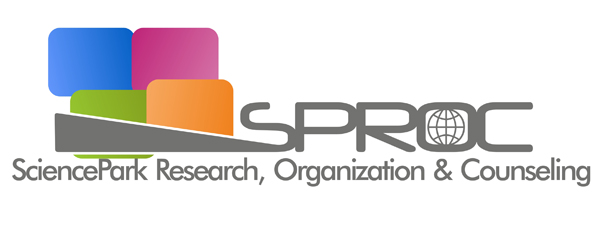 SPROC
SciencePark Research, Organization & Counseling